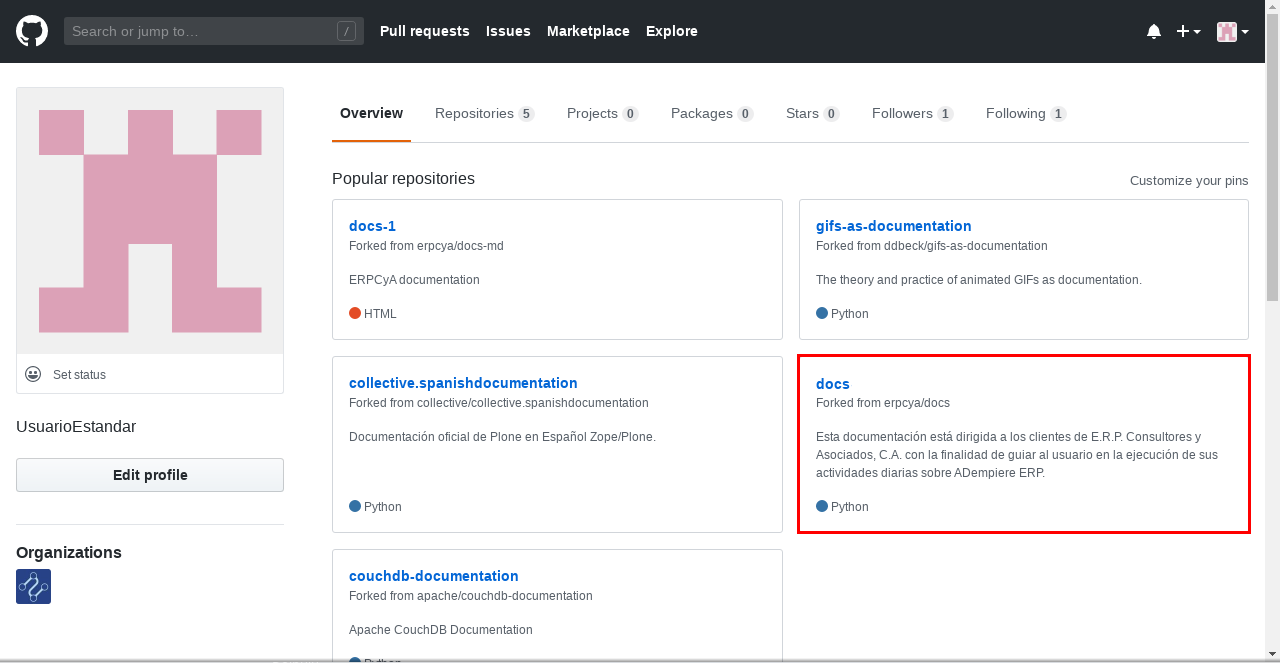 Search or jump to…
/
Pull requests
Issues
Marketplace
Explore
Overview
Repositories 5
Projects 0
Packages 0
Stars 0
Followers 1
Following 1
Set status
UsuarioEstandar
Edit profile
Organizations
Popular repositories
Customize your pins
docs-1
Forked from erpcya/docs-md
ERPCyA documentation
HTML
gifs-as-documentation
Forked from ddbeck/gifs-as-documentation
The theory and practice of animated GIFs as documentation.
Python
collective.spanishdocumentation
Forked from collective/collective.spanishdocumentation
Documentación oficial de Plone en Español Zope/Plone.
Python
docs
Forked from erpcya/docs
Esta documentación está dirigida a los clientes de E.R.P. Consultores y
Asociados, C.A. con la finalidad de guiar al usuario en la ejecución de sus
actividades diarias sobre ADempiere ERP.
Python
couchdb-documentation
Forked from apache/couchdb-documentation
Apache CouchDB Documentation
Python